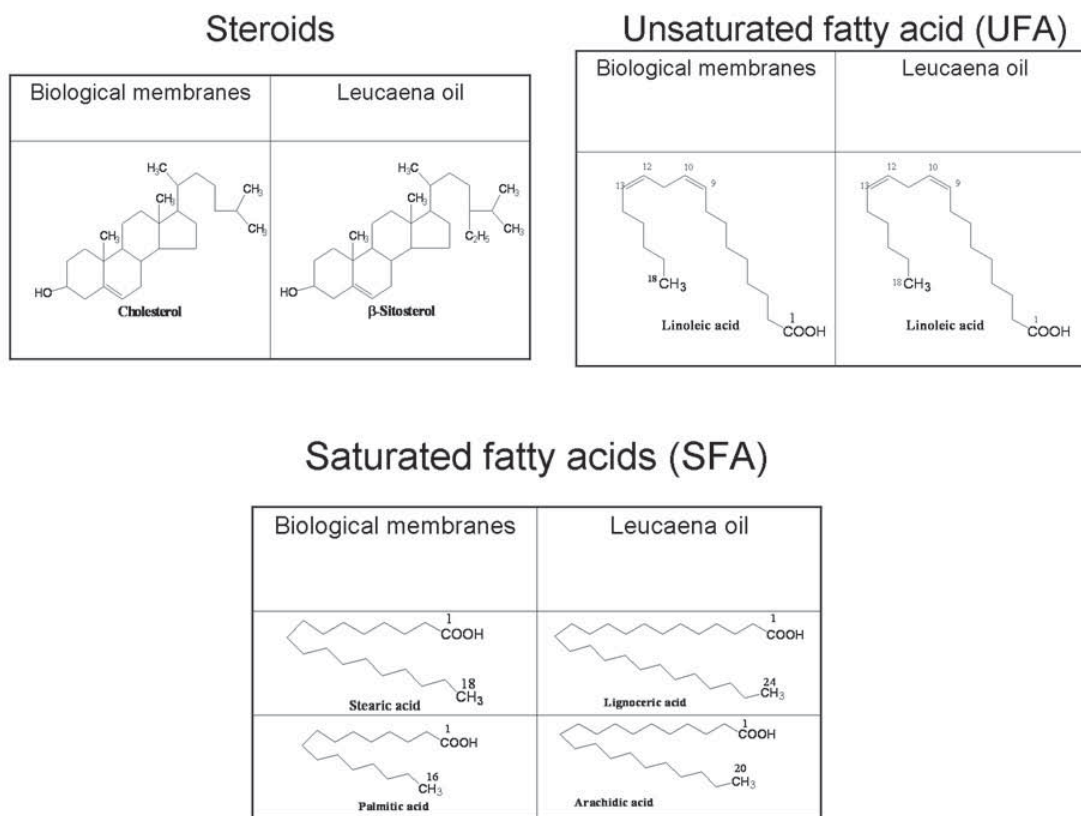 Steroids
Biological membranes
Leucaena oil
H₃C
CH₃
CH₃
CH₃
CH₃
HO
Cholesterol
H₃C
CH₃
CH₃
CH₃
CH₃
C₂H₅
HO
β-Sitosterol
Unsaturated fatty acid (UFA)
Biological membranes
Leucaena oil
12
10
13
9
18CH₃
1
COOH
Linoleic acid
12
10
13
9
18CH₃
1
COOH
Linoleic acid
Saturated fatty acids (SFA)
Biological membranes
Leucaena oil
1
COOH
18
CH₃
Stearic acid
1
COOH
24
CH₃
Lignoceric acid
1
COOH
16
CH₃
Palmitic acid
1
COOH
20
CH₃
Arachidic acid